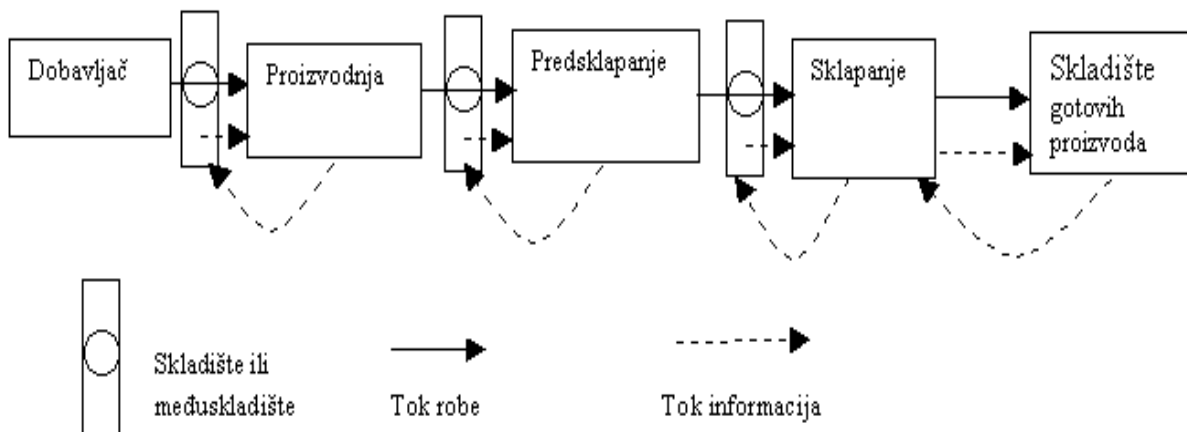 Dobavljač
Proizvodnja
Predsklapanje
Sklapanje
Skladište
gotovih
proizvoda
Skladište ili
međuskladište
Tok robe
Tok informacija